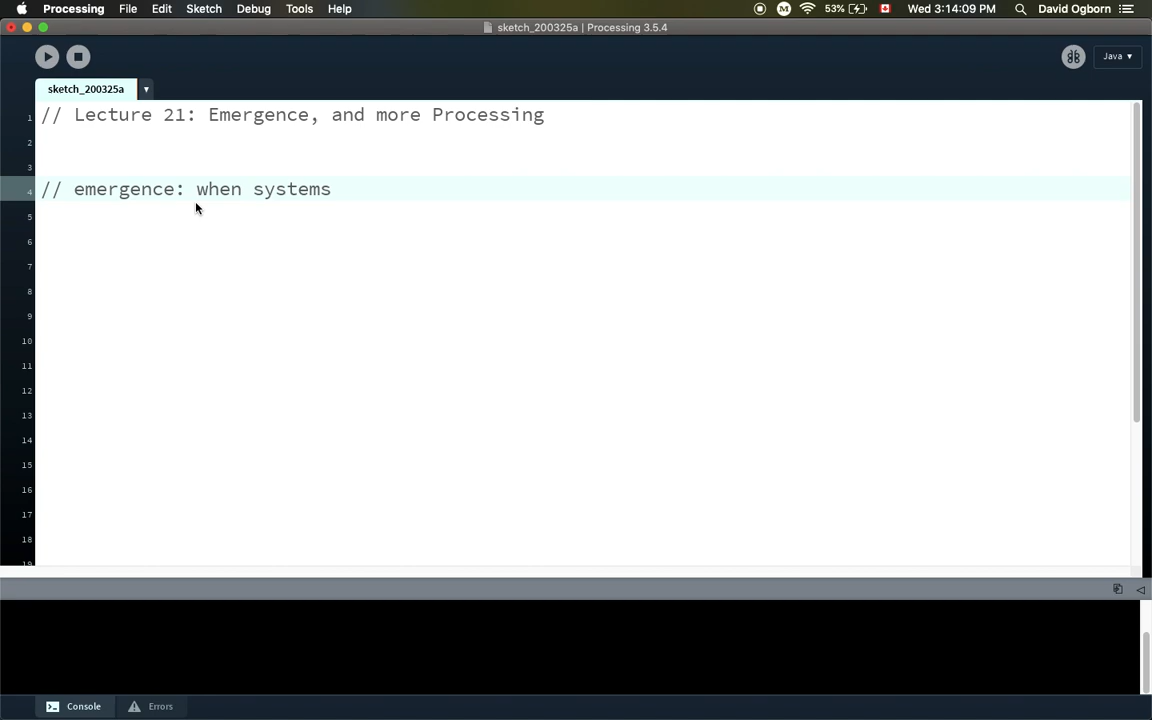 Processing File Edit Sketch Debug Tools Help 53% Wed 3:14:09 PM David Ogborn
sketch_200325a | Processing 3.5.4
Java ▾
sketch_200325a ▾
1 // Lecture 21: Emergence, and more Processing
2
3
4 // emergence: when systems
5
6
7
8
9
10
11
12
13
14
15
16
17
18
19
Console Errors